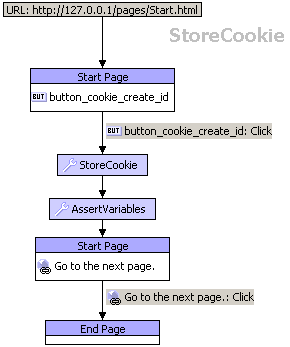 URL: http://127.0.0.1/pages/Start.html
StoreCookie
Start Page
BUT button_cookie_create_id
BUT button_cookie_create_id: Click
StoreCookie
AssertVariables
Start Page
Go to the next page.
Go to the next page.: Click
End Page